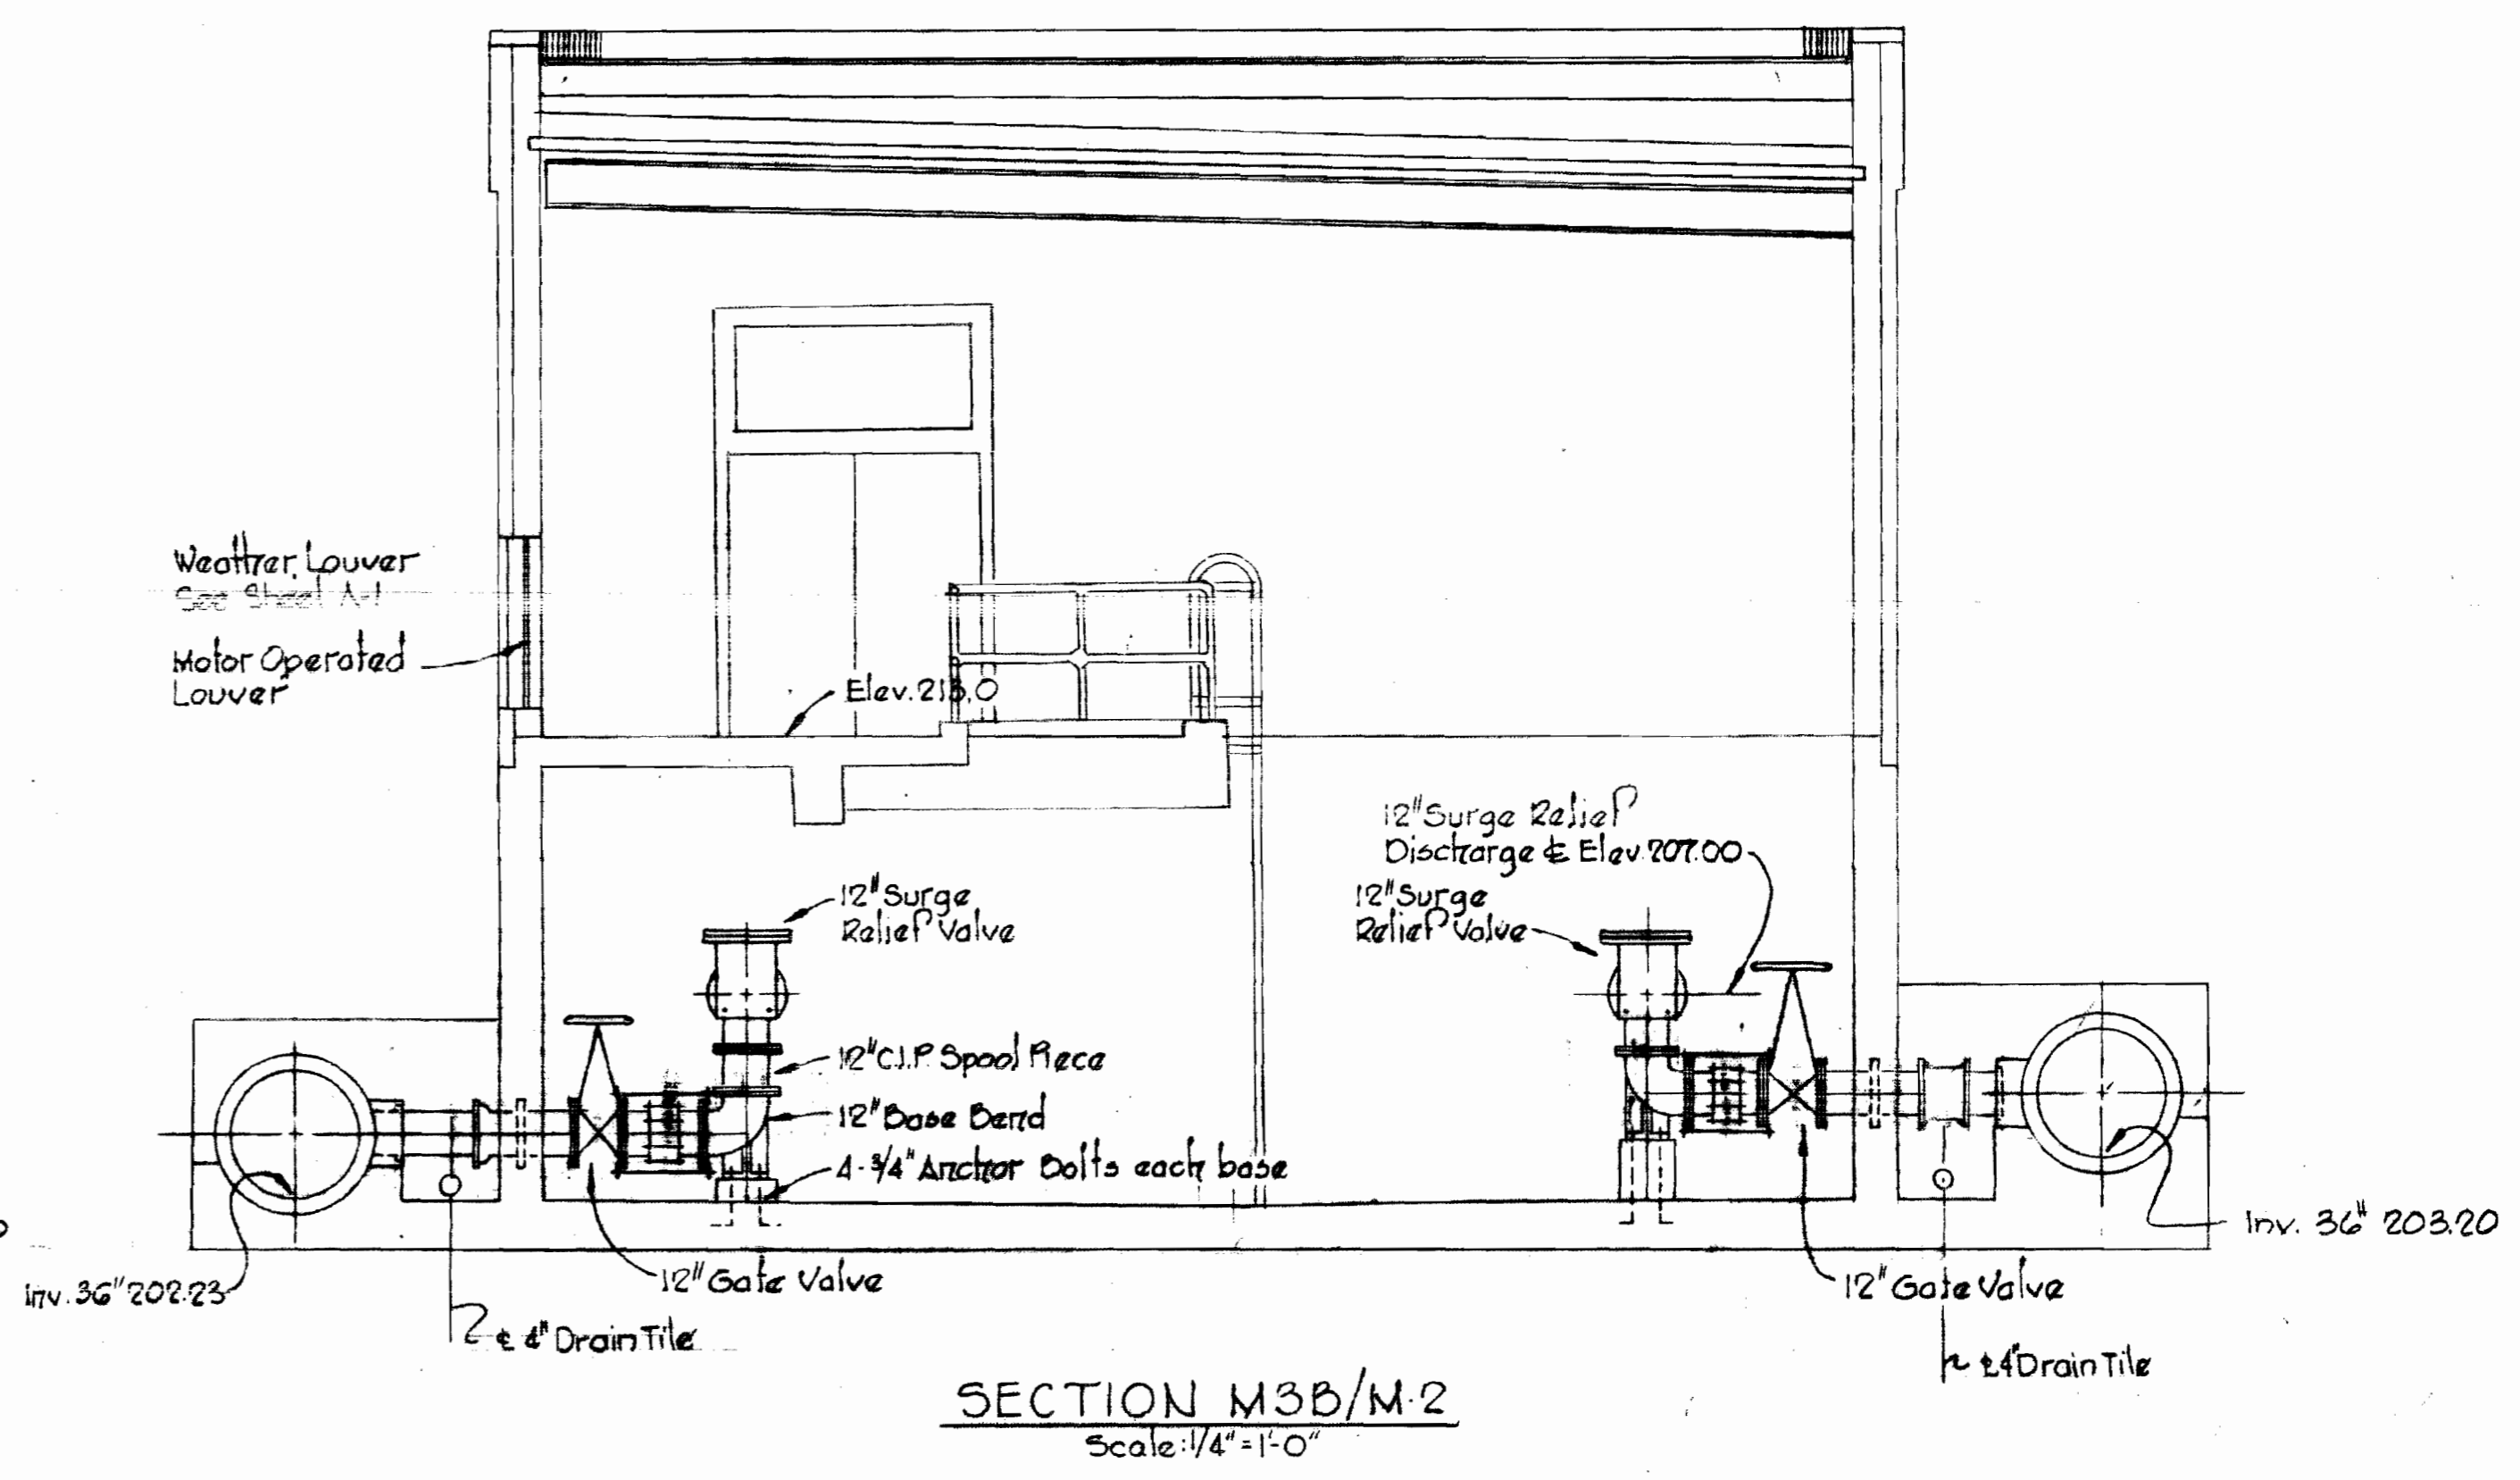 Weather Louver
See Sheet A-1
Motor Operated
Louver
Elev. 213.0
12" Surge Relief
Discharge ℄ Elev. 207.00
12" Surge
Relief Valve
12" Surge
Relief Valve
12" C.I.P. Spool Piece
12" Base Bend
4-3/4" Anchor Bolts each base
Inv. 36" 203.20
12" Gate Valve
12" Gate Valve
Inv. 36" 202.23
℄ 4" Drain Tile
℄ 4" Drain Tile
SECTION M3B/M-2
Scale: 1/4" = 1'-0"